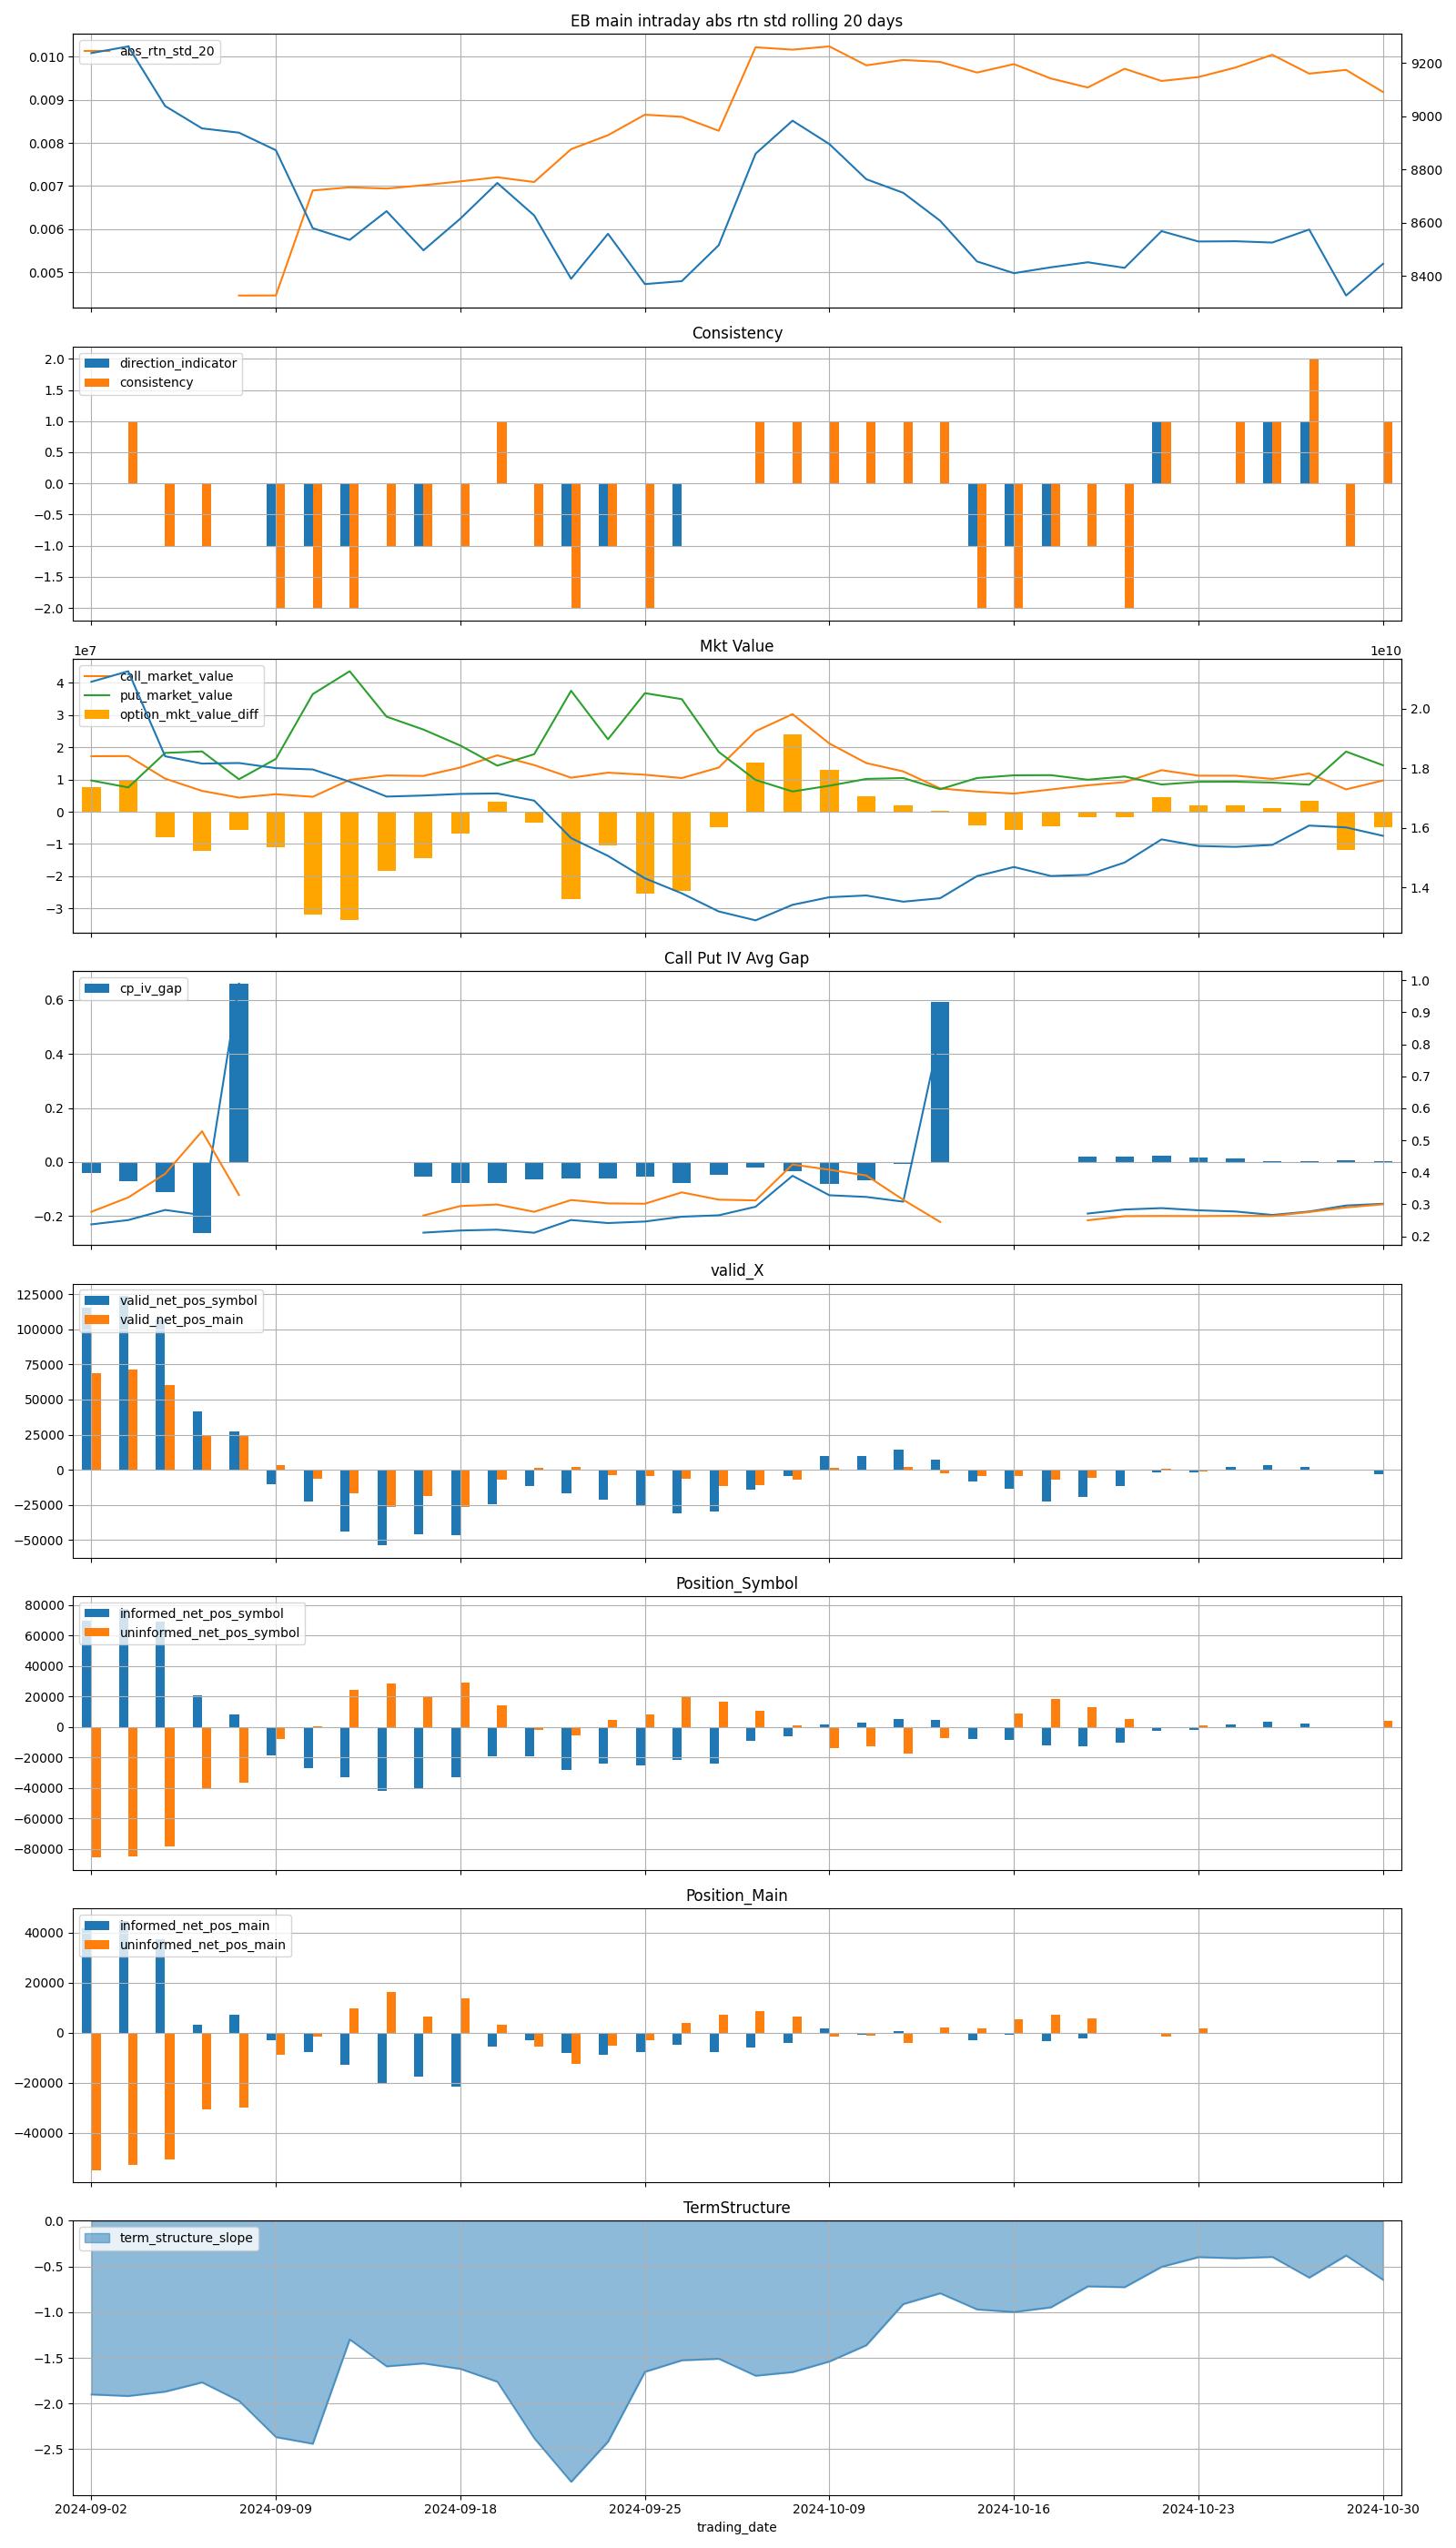 EB main intraday abs rtn std rolling 20 days
abs_rtn_std_20
0.010
0.009
0.008
0.007
0.006
0.005
9200
9000
8800
8600
8400
Consistency
direction_indicator
consistency
2.0
1.5
1.0
0.5
0.0
−0.5
−1.0
−1.5
−2.0
Mkt Value
1e7
1e10
call_market_value
put_market_value
option_mkt_value_diff
4
3
2
1
0
−1
−2
−3
2.0
1.8
1.6
1.4
Call Put IV Avg Gap
cp_iv_gap
0.6
0.4
0.2
0.0
−0.2
1.0
0.9
0.8
0.7
0.6
0.5
0.4
0.3
0.2
valid_X
valid_net_pos_symbol
valid_net_pos_main
125000
100000
75000
50000
25000
0
−25000
−50000
Position_Symbol
informed_net_pos_symbol
uninformed_net_pos_symbol
80000
60000
40000
20000
0
−20000
−40000
−60000
−80000
Position_Main
informed_net_pos_main
uninformed_net_pos_main
40000
20000
0
−20000
−40000
TermStructure
term_structure_slope
0.0
−0.5
−1.0
−1.5
−2.0
−2.5
2024-09-02 2024-09-09 2024-09-18 2024-09-25 2024-10-09 2024-10-16 2024-10-23 2024-10-30
trading_date